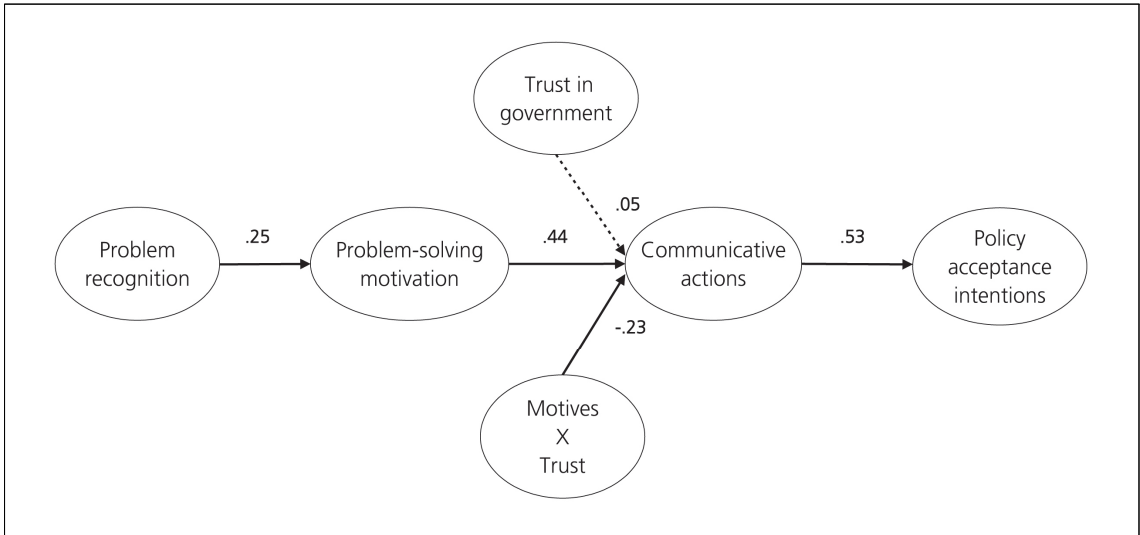 Trust in
government
.05
Problem
recognition
.25
Problem-solving
motivation
.44
Communicative
actions
.53
Policy
acceptance
intentions
-.23
Motives
X
Trust